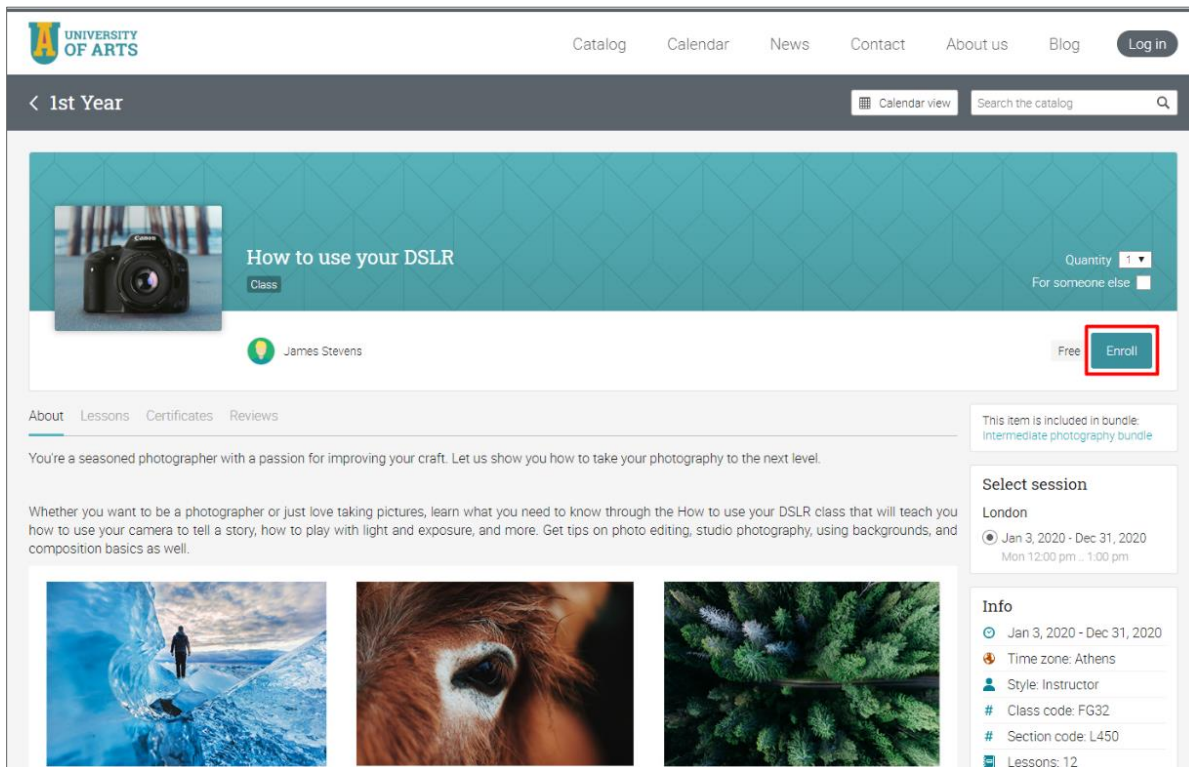 UNIVERSITY
OF ARTS
Catalog Calendar News Contact About us Blog Log in
< 1st Year
Calendar view Search the catalog
Canon
How to use your DSLR
Class
Quantity 1
For someone else
James Stevens
Free Enroll
About Lessons Certificates Reviews
You're a seasoned photographer with a passion for improving your craft. Let us show you how to take your photography to the next level.
Whether you want to be a photographer or just love taking pictures, learn what you need to know through the How to use your DSLR class that will teach you
how to use your camera to tell a story, how to play with light and exposure, and more. Get tips on photo editing, studio photography, using backgrounds, and
composition basics as well.
This item is included in bundle:
Intermediate photography bundle
Select session
London
Jan 3, 2020 - Dec 31, 2020
Mon 12:00 pm .. 1:00 pm
Info
Jan 3, 2020 - Dec 31, 2020
Time zone: Athens
Style: Instructor
# Class code: FG32
# Section code: L450
Lessons: 12